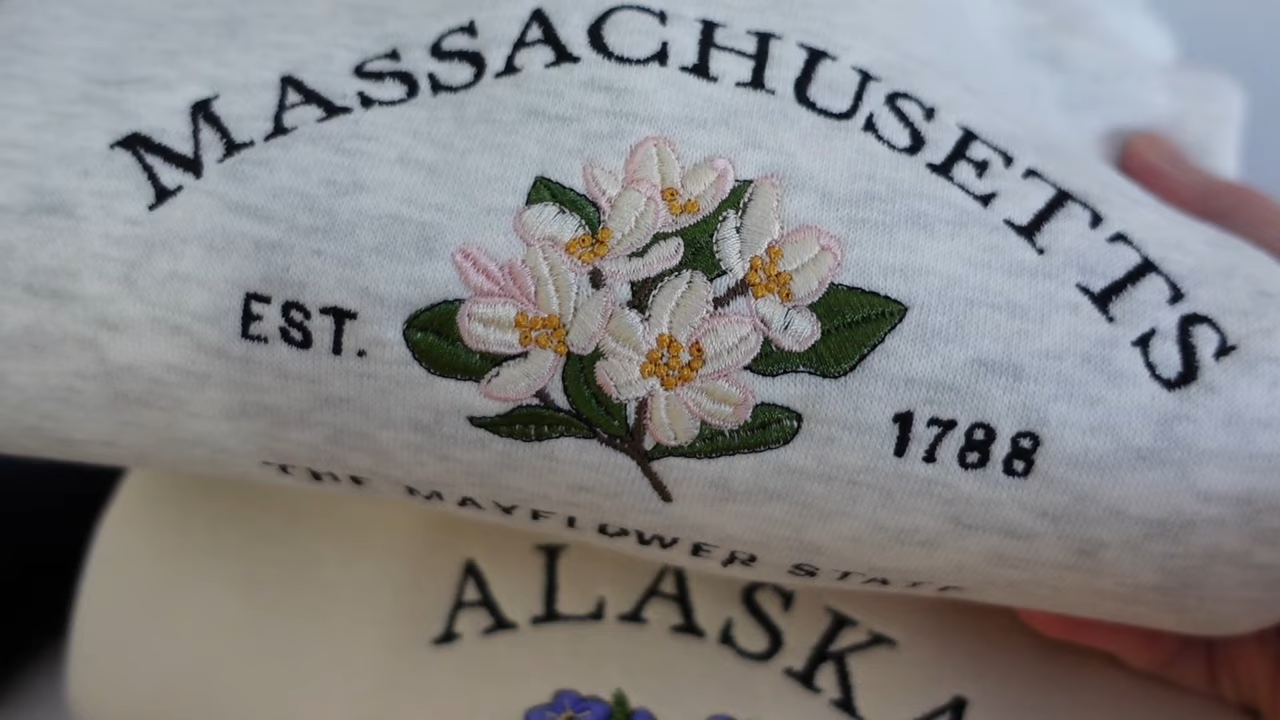 MASSACHUSETTS
EST.
1788
THE MAYFLOWER STATE
ALASKA